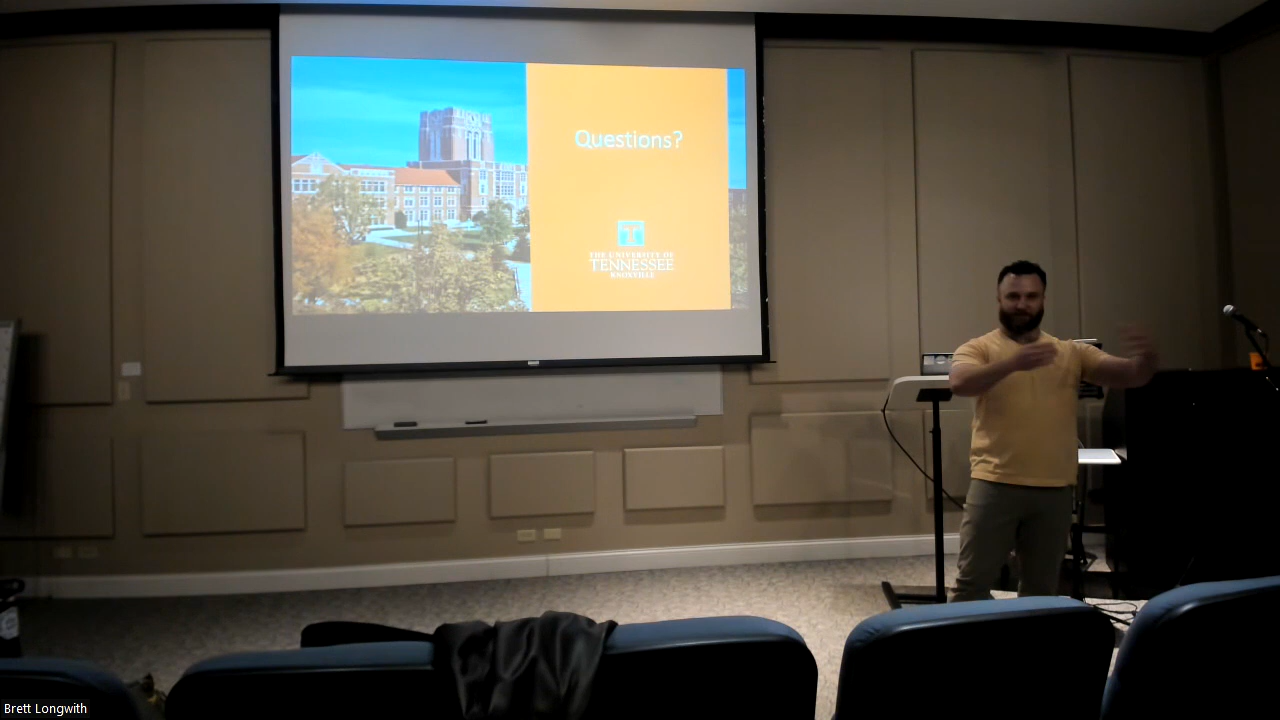 Questions?
T
THE UNIVERSITY OF
TENNESSEE
KNOXVILLE
Brett Longwith